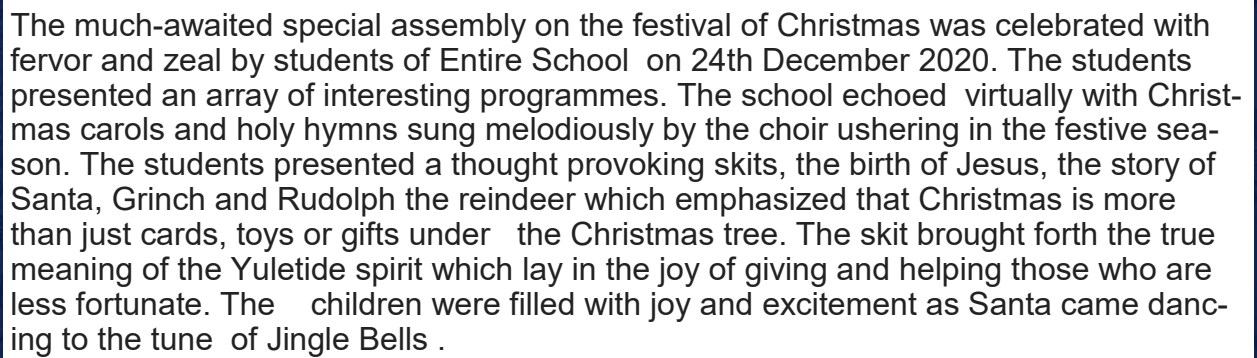 The much-awaited special assembly on the festival of Christmas was celebrated with
fervor and zeal by students of Entire School  on 24th December 2020. The students
presented an array of interesting programmes. The school echoed  virtually with Christ-
mas carols and holy hymns sung melodiously by the choir ushering in the festive sea-
son. The students presented a thought provoking skits, the birth of Jesus, the story of
Santa, Grinch and Rudolph the reindeer which emphasized that Christmas is more
than just cards, toys or gifts under   the Christmas tree. The skit brought forth the true
meaning of the Yuletide spirit which lay in the joy of giving and helping those who are
less fortunate. The    children were filled with joy and excitement as Santa came danc-
ing to the tune  of Jingle Bells .